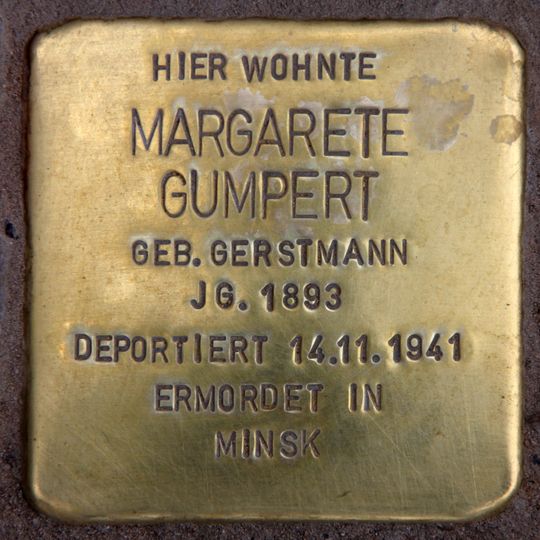 HIER WOHNTE
MARGARETE
GUMPERT
GEB. GERSTMANN
JG. 1893
DEPORTIERT 14.11.1941
ERMORDET IN
MINSK